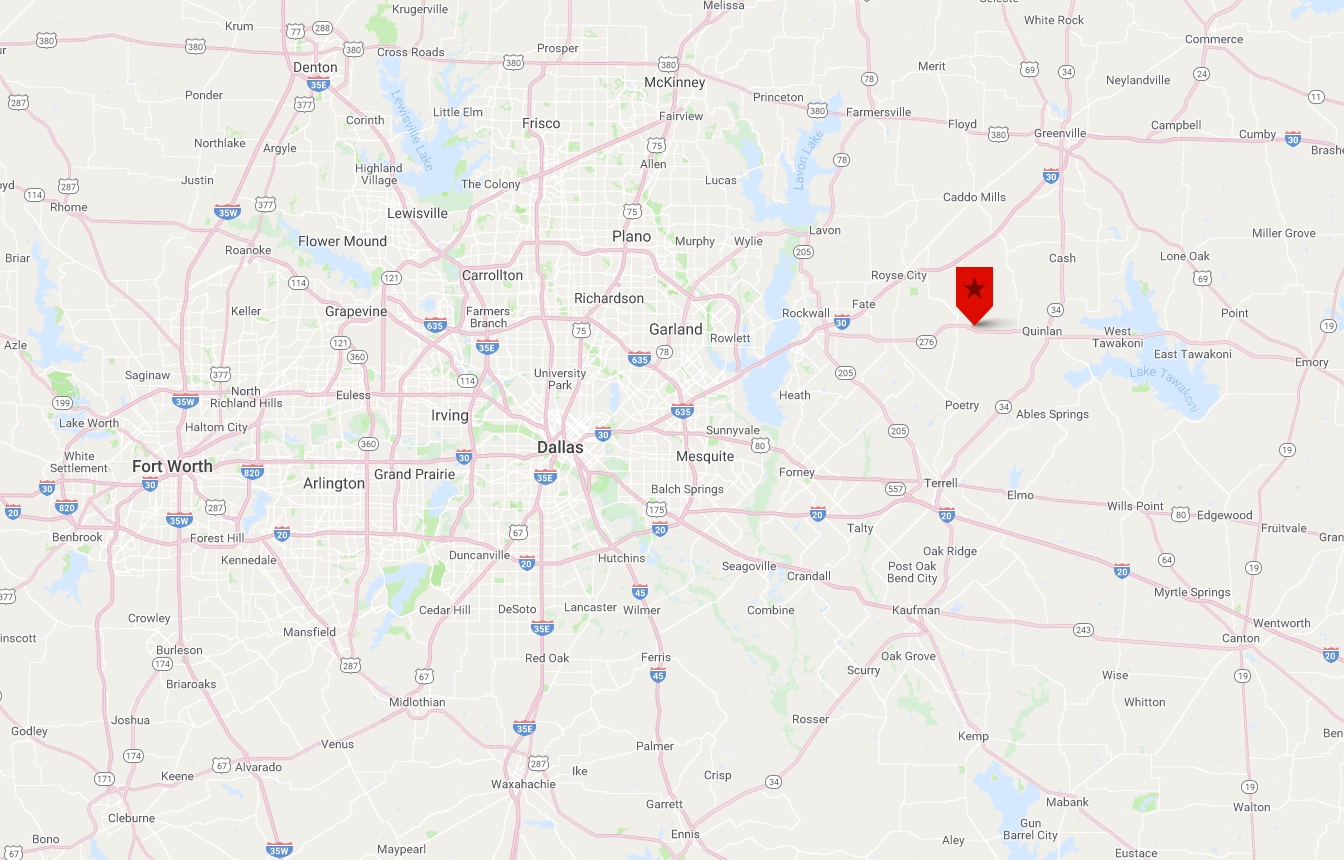 Krugerville
Melissa
Krum
77
288
White Rock
380
380
380
Cross Roads
Prosper
380
380
Commerce
Denton
35E
McKinney
78
Merit
69
34
24
Neylandville
287
Ponder
377
Princeton
380
11
Little Elm
Corinth
Frisco
Fairview
Farmersville
Floyd
380
Greenville
Campbell
Cumby
30
Northlake
Argyle
75
Allen
78
Lewisville Lake
Lavon Lake
Highland
Village
The Colony
Lucas
30
114
287
Justin
377
Rhome
35W
Lewisville
75
Caddo Mills
Plano
Murphy
Wylie
Lavon
Miller Grove
Flower Mound
Roanoke
205
Briar
Cash
Lone Oak
Carrollton
121
114
Royse City
69
Richardson
Fate
Keller
Grapevine
Farmers
Branch
635
75
Garland
Rockwall
30
34
Point
19
Rowlett
Quinlan
West
Tawakoni
Azle
121
360
35E
635
78
276
East Tawakoni
Emory
Saginaw
377
114
University
Park
205
Lake Tawakoni
North
Richland Hills
Euless
35W
199
Heath
Poetry
34
Ables Springs
Irving
635
Lake Worth
Haltom City
360
30
Sunnyvale
80
205
Dallas
Mesquite
19
White
Settlement
Fort Worth
820
30
Grand Prairie
35E
Forney
Arlington
30
30
Balch Springs
557
Terrell
Elmo
20
820
287
35W
175
20
20
20
Wills Point
80
Edgewood
Fruitvale
Benbrook
Forest Hill
20
67
Talty
Kennedale
Duncanville
20
Hutchins
Oak Ridge
Seagoville
Crandall
Post Oak
Bend City
64
19
20
377
45
Myrtle Springs
Crowley
Cedar Hill
DeSoto
Lancaster
Wilmer
Combine
Kaufman
35E
Mansfield
243
Wentworth
Canton
Burleson
174
287
Red Oak
Ferris
Oak Grove
20
67
45
Scurry
Wise
19
Briaroaks
Midlothian
Whitton
Joshua
Rosser
Godley
35E
Kemp
174
Venus
Palmer
67
Alvarado
287
Ike
Crisp
171
Keene
Waxahachie
34
19
Garrett
Mabank
Walton
Cleburne
Gun
Barrel City
Bono
Ennis
Aley
67
35W
Maypearl
Eustace